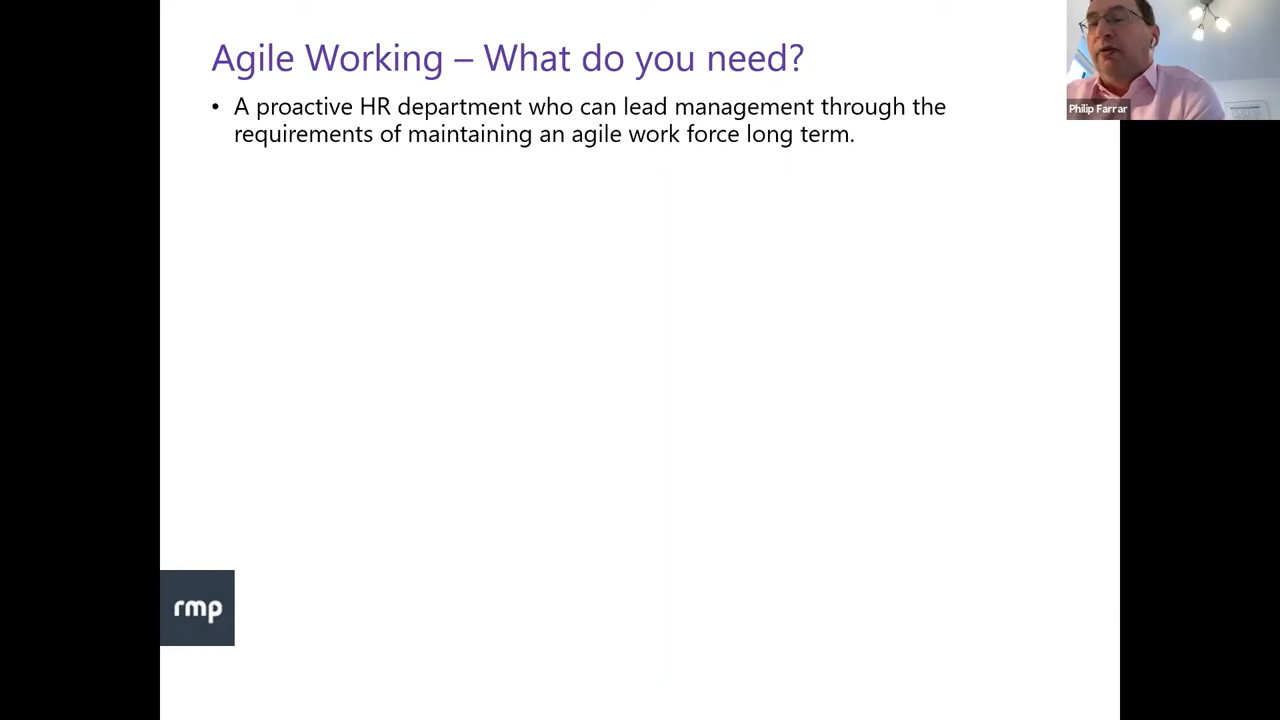 Agile Working – What do you need?
Philip Farrar
• A proactive HR department who can lead management through the
requirements of maintaining an agile work force long term.
rmp